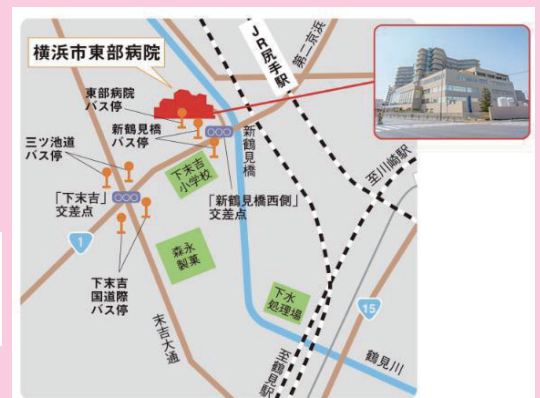 横浜市東部病院
東部病院
バス停
新鶴見橋
バス停
三ツ池道
バス停
「下末吉」
交差点
1
下末吉
国道際
バス停
下末吉
小学校
「新鶴見橋西側」
交差点
新鶴見橋
JR尻手駅
第二京浜
至川崎駅
森永
製菓
下水
処理場
末吉大通
至鶴見駅
15
鶴見川